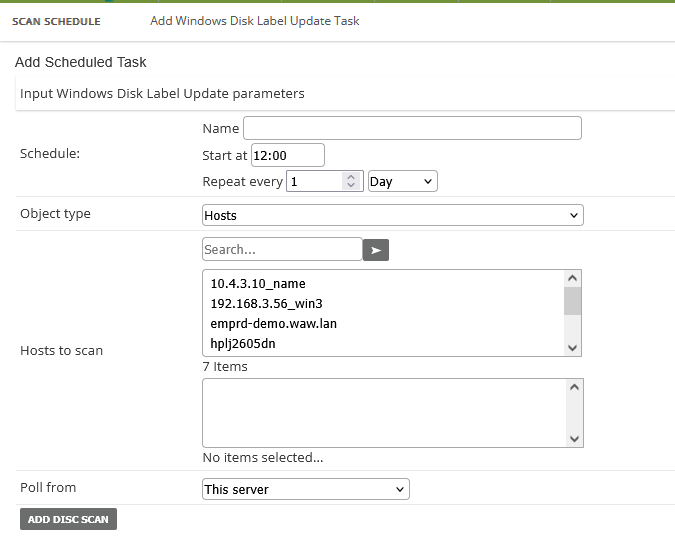 SCAN SCHEDULE Add Windows Disk Label Update Task
Add Scheduled Task
Input Windows Disk Label Update parameters
Name
Schedule:
Start at 12:00
Repeat every 1 Day
Object type Hosts
Search...
10.4.3.10_name
192.168.3.56_win3
emprd-demo.waw.lan
hplj2605dn
Hosts to scan
7 Items
No items selected...
Poll from This server
ADD DISC SCAN